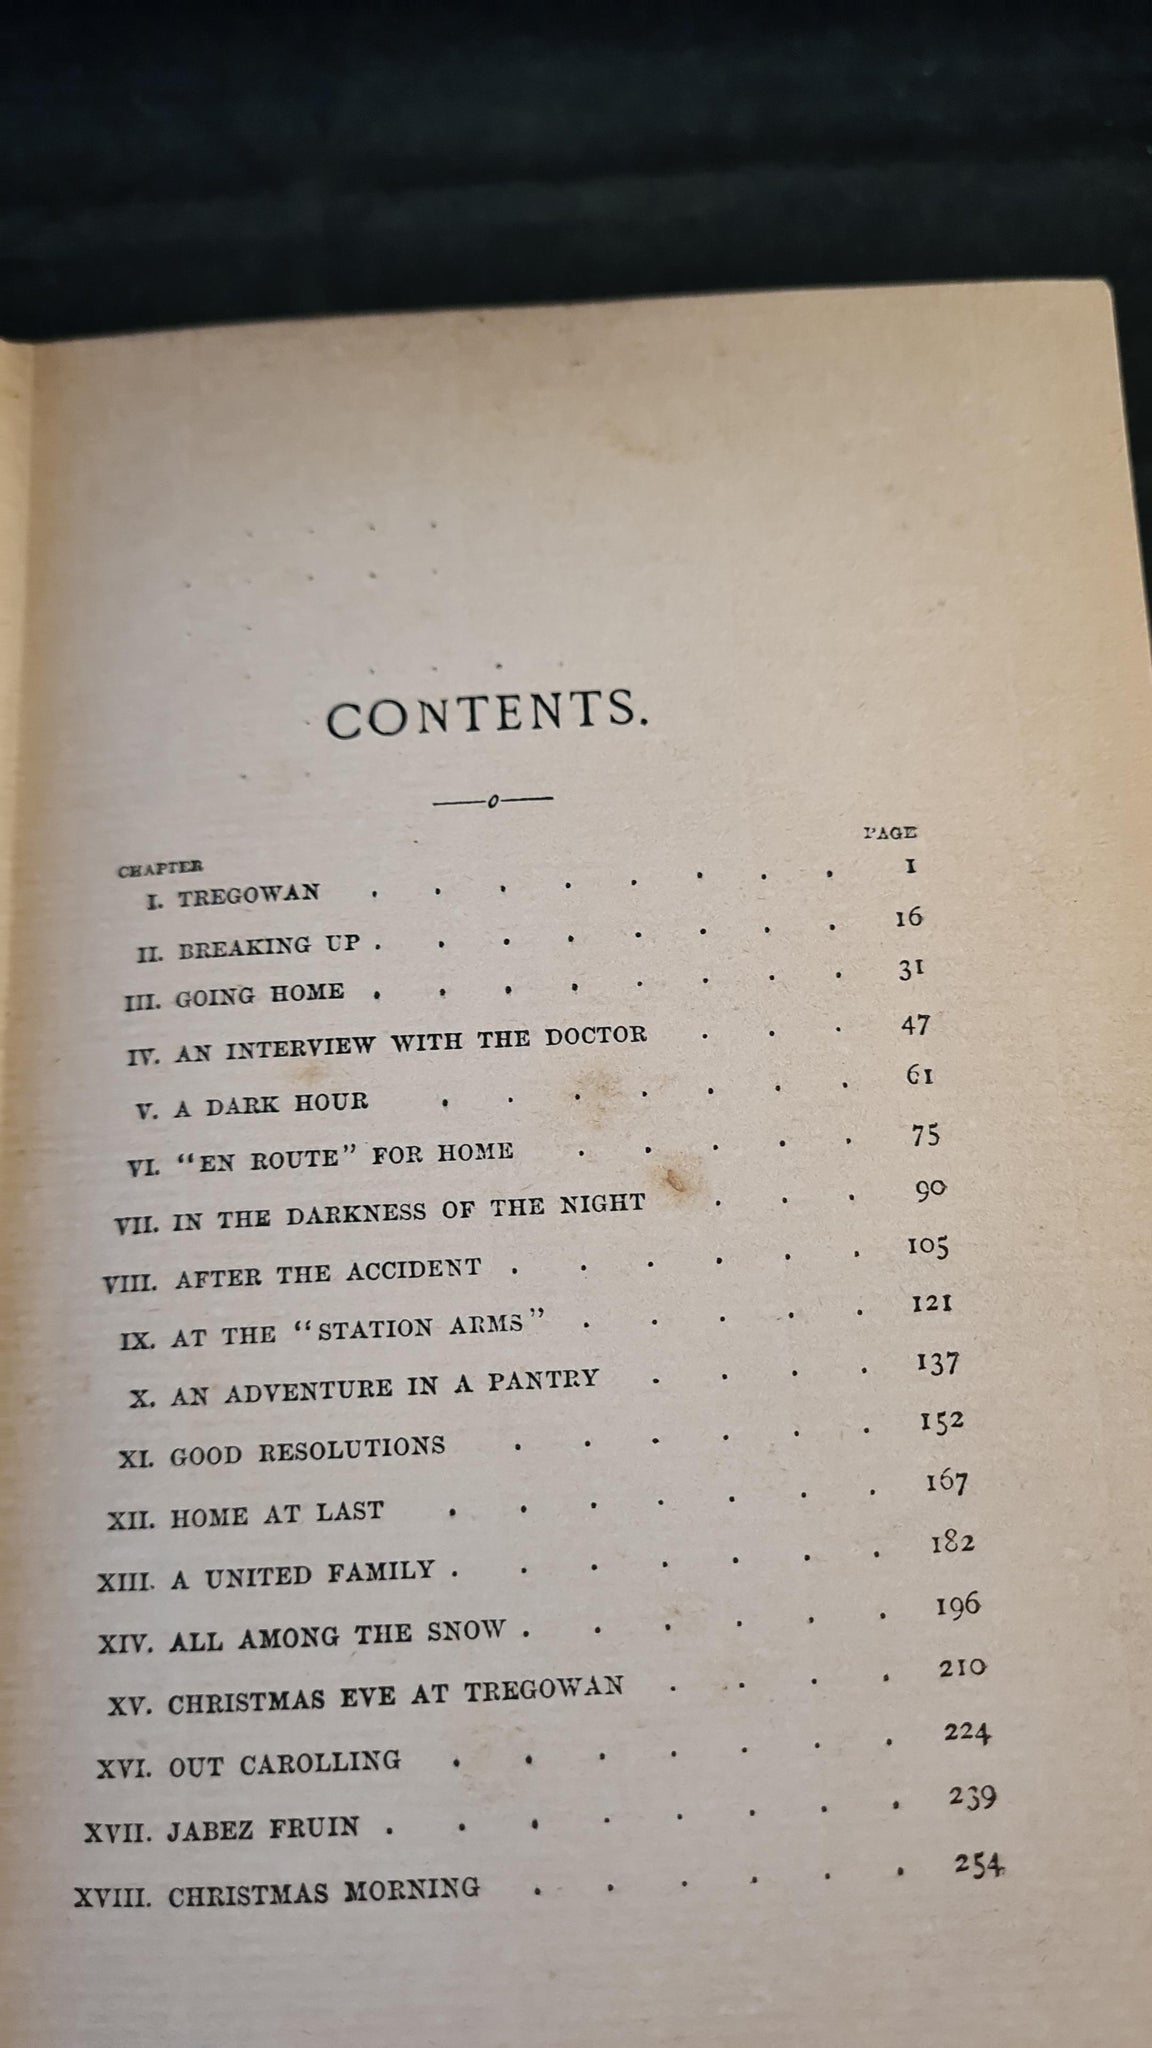 CONTENTS.
CHAPTER PAGE
I. TREGOWAN . . . . . . . . 1
II. BREAKING UP . . . . . . . . 16
III. GOING HOME . . . . . . . . 31
IV. AN INTERVIEW WITH THE DOCTOR . . . 47
V. A DARK HOUR . . . . . . . 61
VI. "EN ROUTE" FOR HOME . . . . . 75
VII. IN THE DARKNESS OF THE NIGHT . . . 90
VIII. AFTER THE ACCIDENT . . . . . . 105
IX. AT THE "STATION ARMS" . . . . . 121
X. AN ADVENTURE IN A PANTRY . . . . 137
XI. GOOD RESOLUTIONS . . . . . . 152
XII. HOME AT LAST . . . . . . . 167
XIII. A UNITED FAMILY . . . . . . . 182
XIV. ALL AMONG THE SNOW . . . . . . 196
XV. CHRISTMAS EVE AT TREGOWAN . . . . 210
XVI. OUT CAROLLING . . . . . . . 224
XVII. JABEZ FRUIN . . . . . . . . 239
XVIII. CHRISTMAS MORNING . . . . . . 254